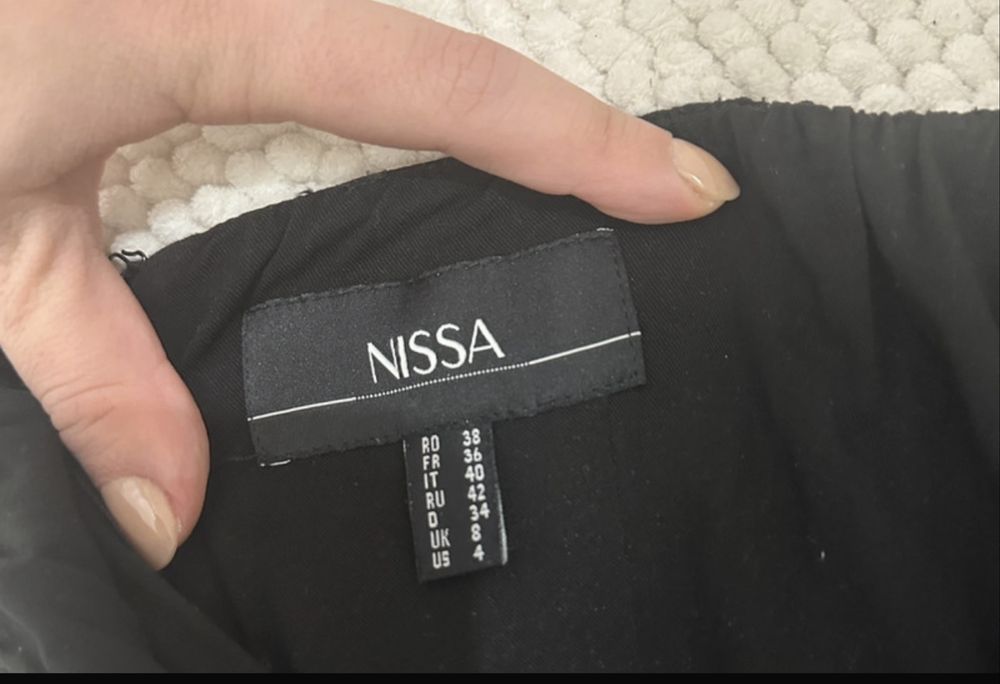 NISSA
RO 38
FR 36
IT 40
RU 42
D 34
UK 8
US 4